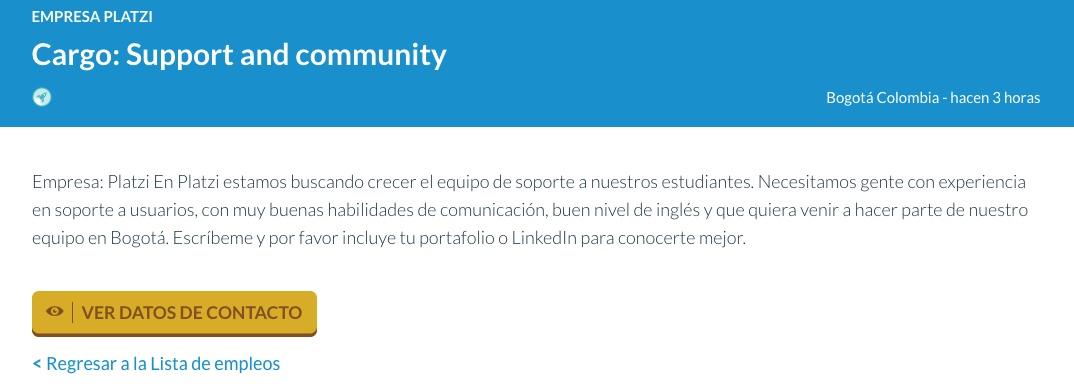 EMPRESA PLATZI
Cargo: Support and community
Bogotá Colombia - hacen 3 horas
Empresa: Platzi En Platzi estamos buscando crecer el equipo de soporte a nuestros estudiantes. Necesitamos gente con experiencia
en soporte a usuarios, con muy buenas habilidades de comunicación, buen nivel de inglés y que quiera venir a hacer parte de nuestro
equipo en Bogotá. Escríbeme y por favor incluye tu portafolio o LinkedIn para conocerte mejor.
VER DATOS DE CONTACTO
< Regresar a la Lista de empleos